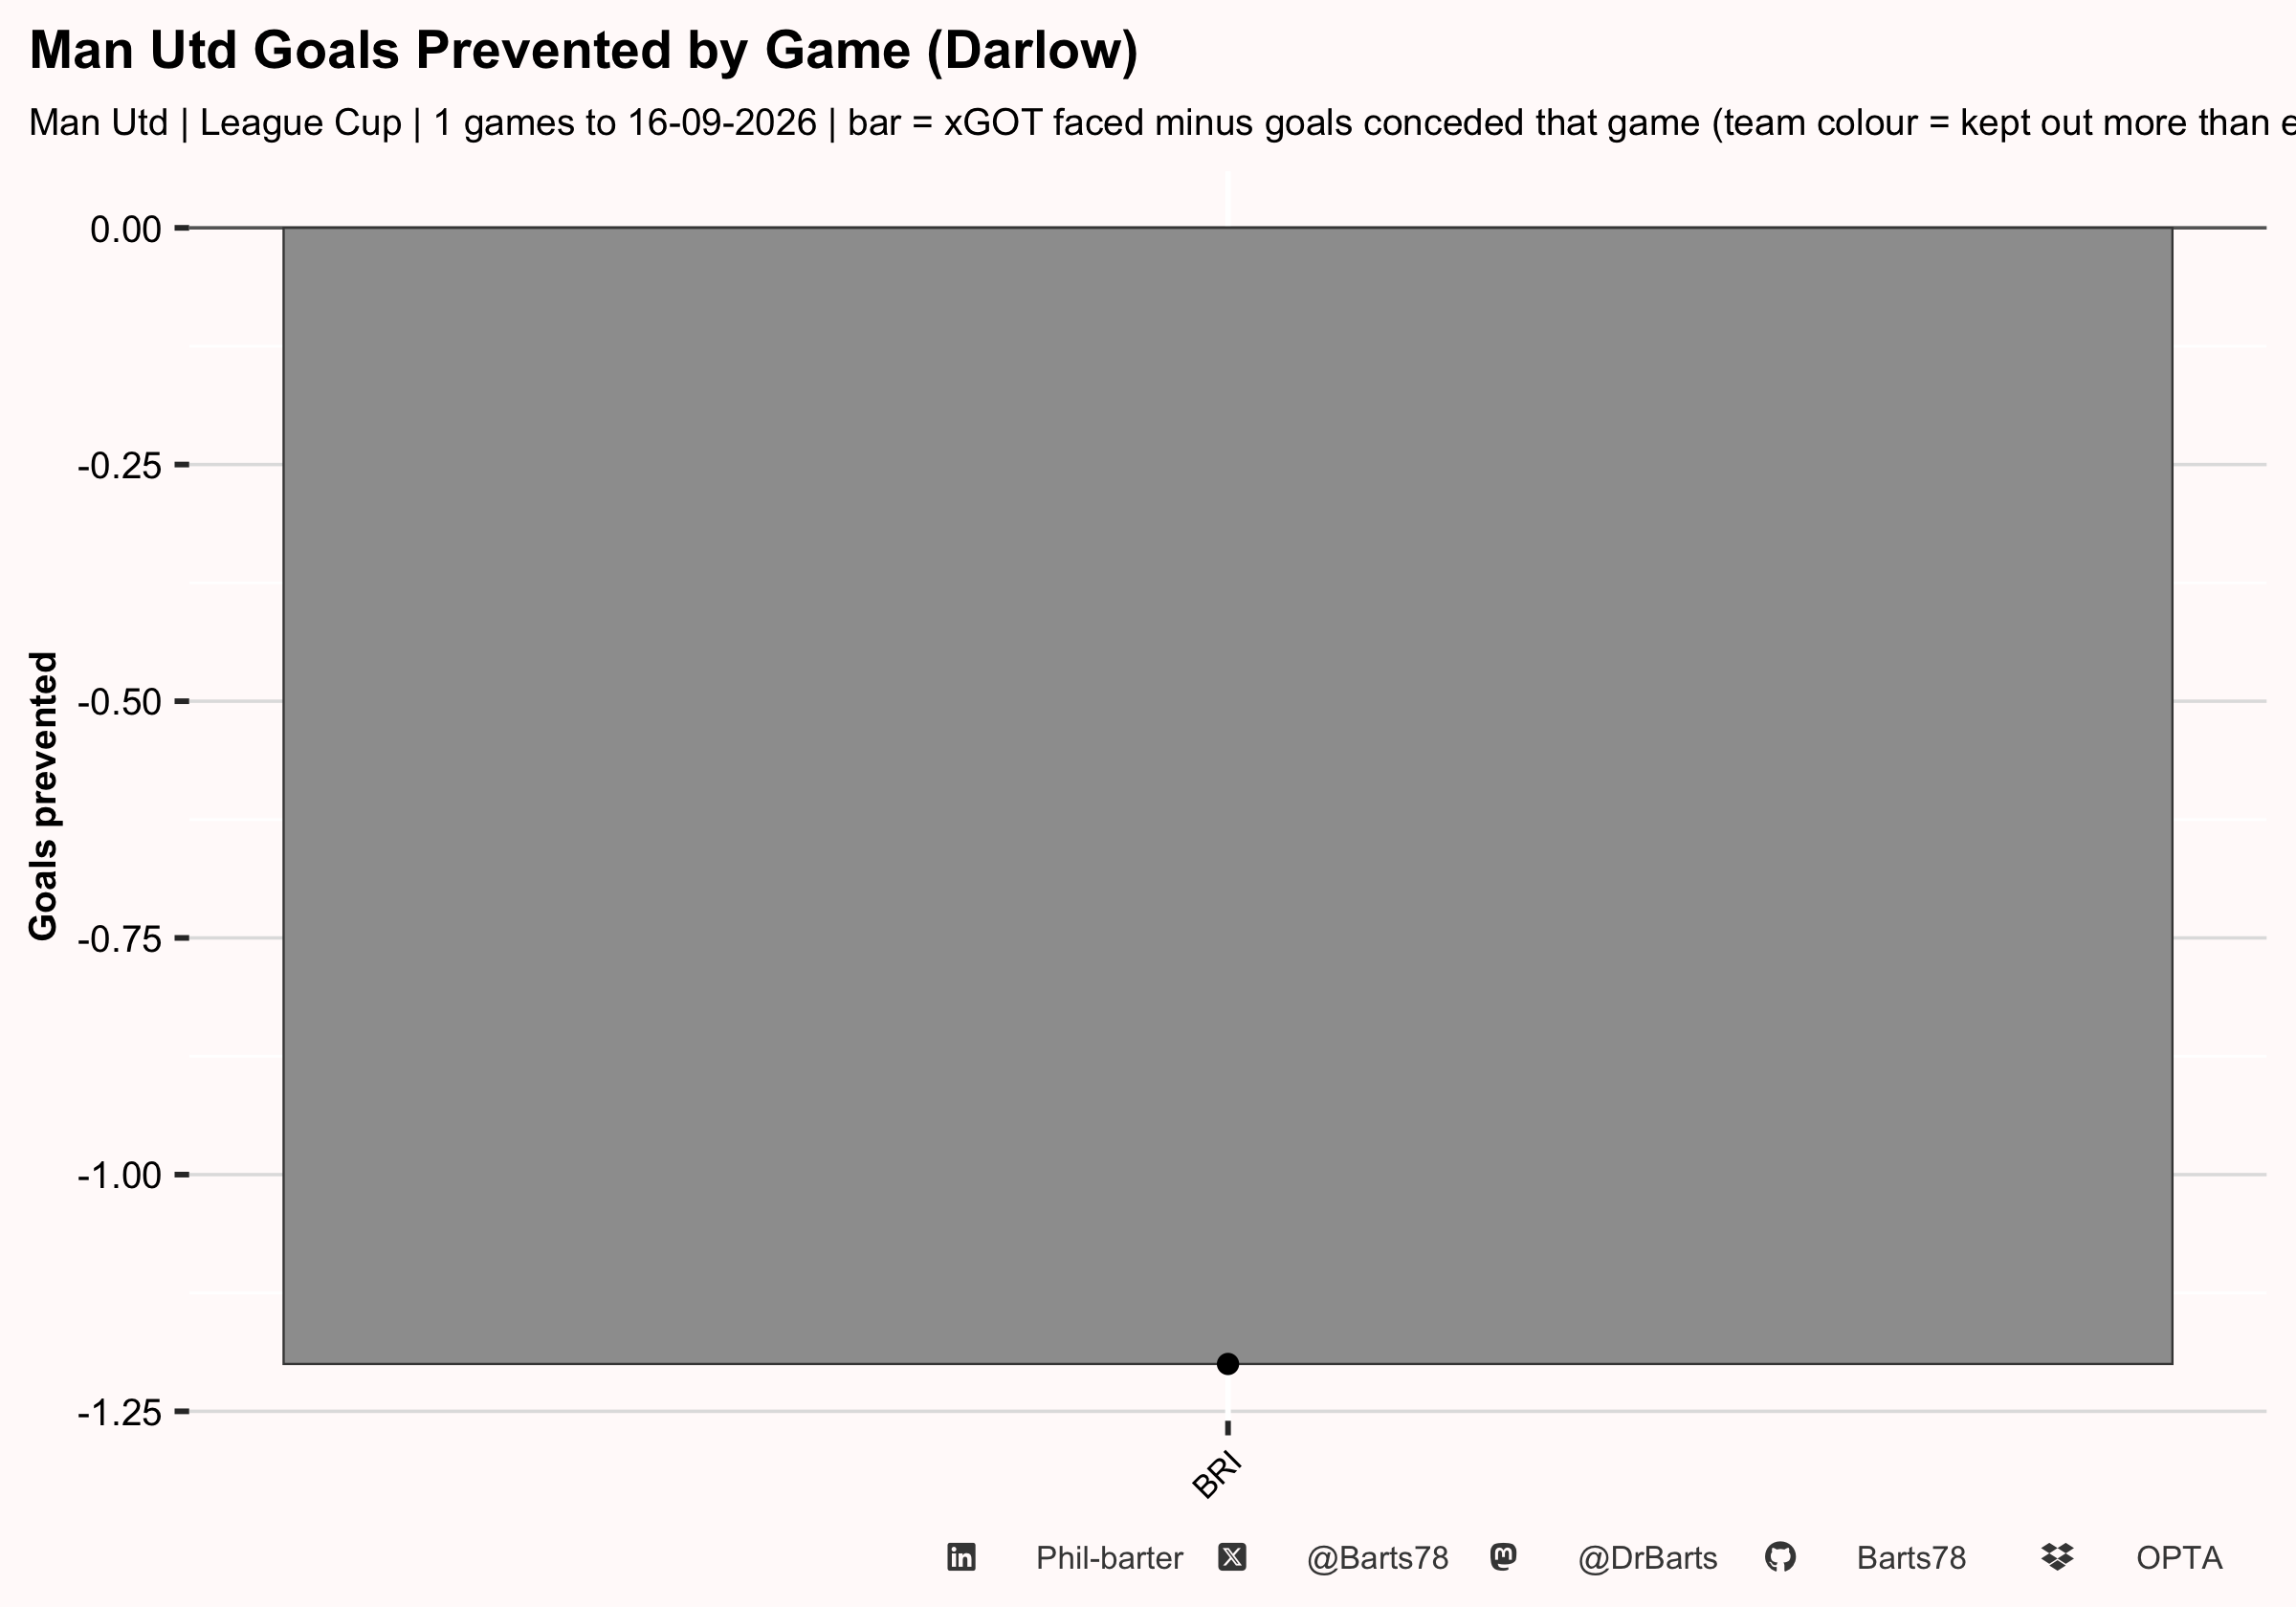 Man Utd Goals Prevented by Game (Darlow)
Man Utd | League Cup | 1 games to 16-09-2026 | bar = xGOT faced minus goals conceded that game (team colour = kept out more than e
0.00
-0.25
-0.50
-0.75
-1.00
-1.25
Goals prevented
BRI
Phil-barter @Barts78 @DrBarts Barts78 OPTA